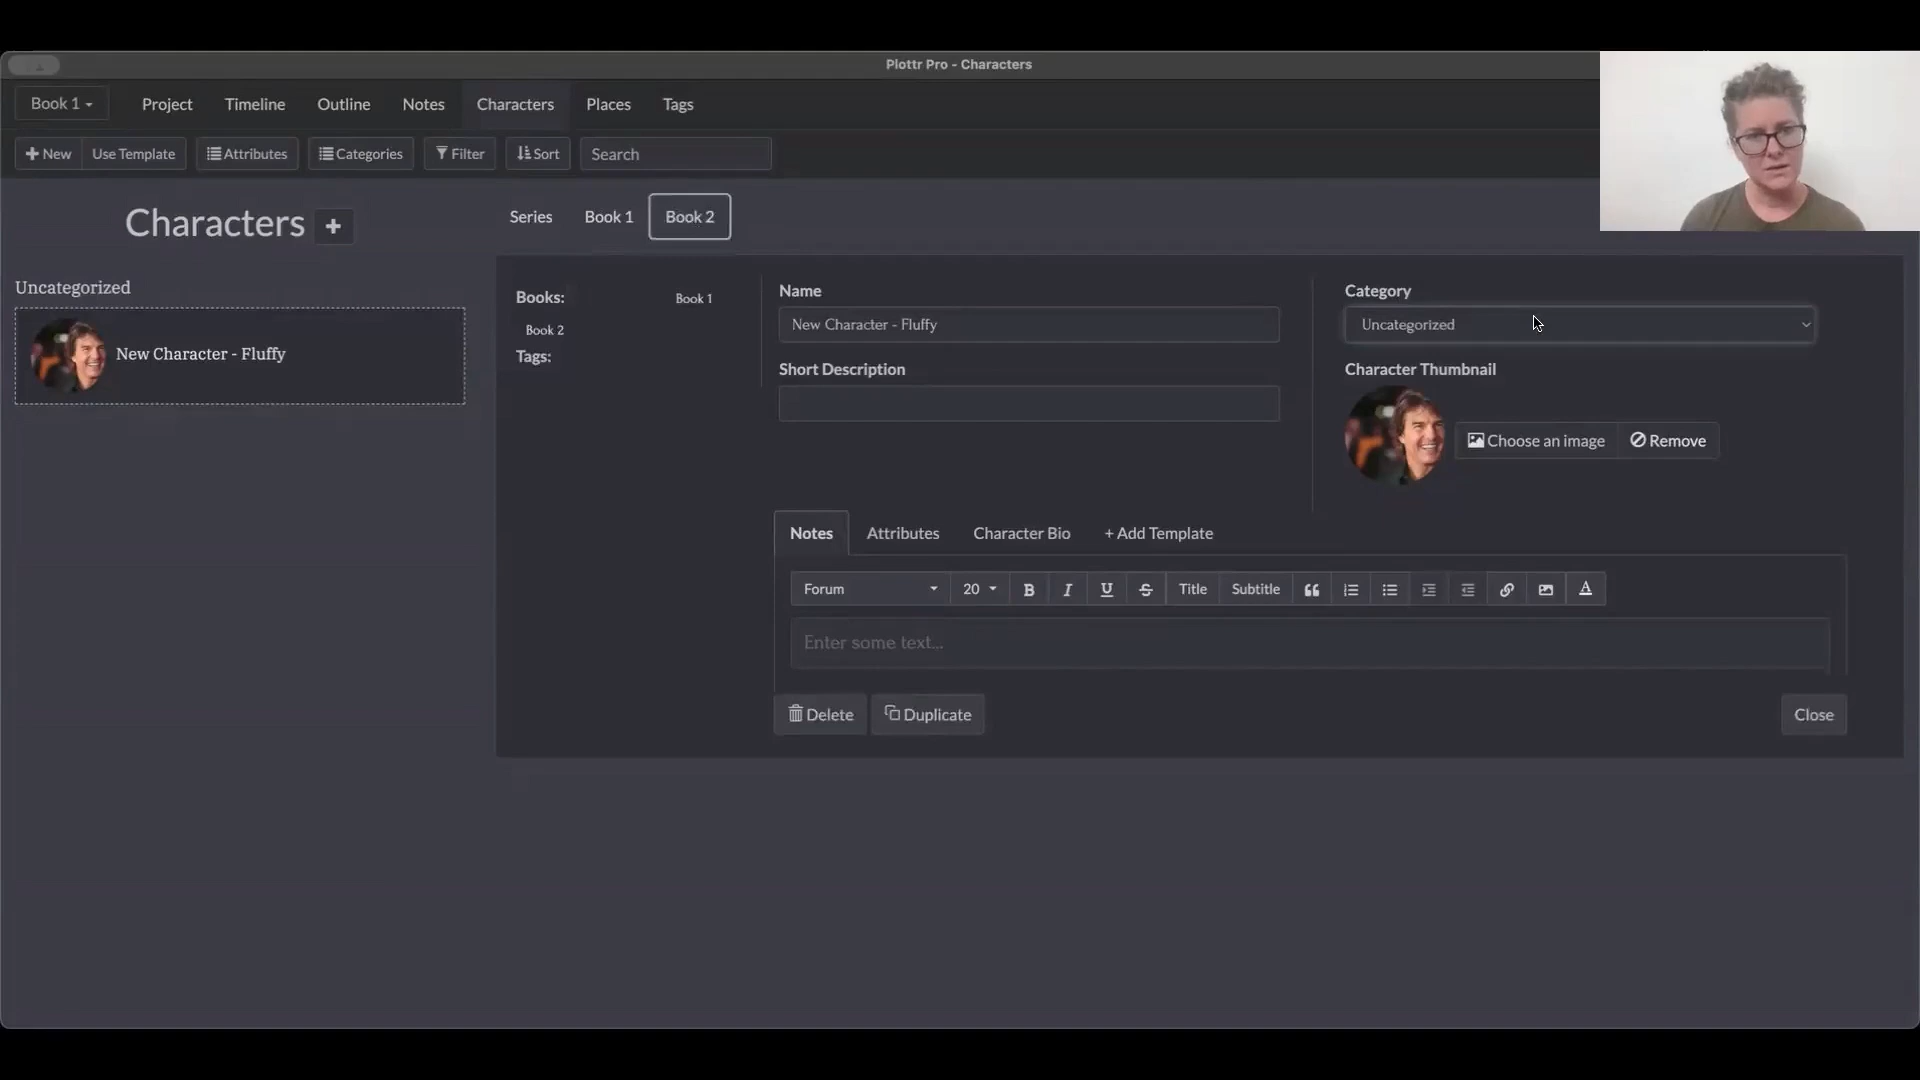 Plottr Pro - Characters
Book 1
Project
Timeline
Outline
Notes
Characters
Places
Tags
New
Use Template
Attributes
Categories
Filter
Sort
Search
Characters
Series
Book 1
Book 2
Uncategorized
New Character - Fluffy
Books:
Book 1
Book 2
Tags:
Name
New Character - Fluffy
Short Description
Category
Uncategorized
Character Thumbnail
Choose an image
Remove
Notes
Attributes
Character Bio
+ Add Template
Forum
20
B
I
U
S
Title
Subtitle
A
Enter some text...
Delete
Duplicate
Close